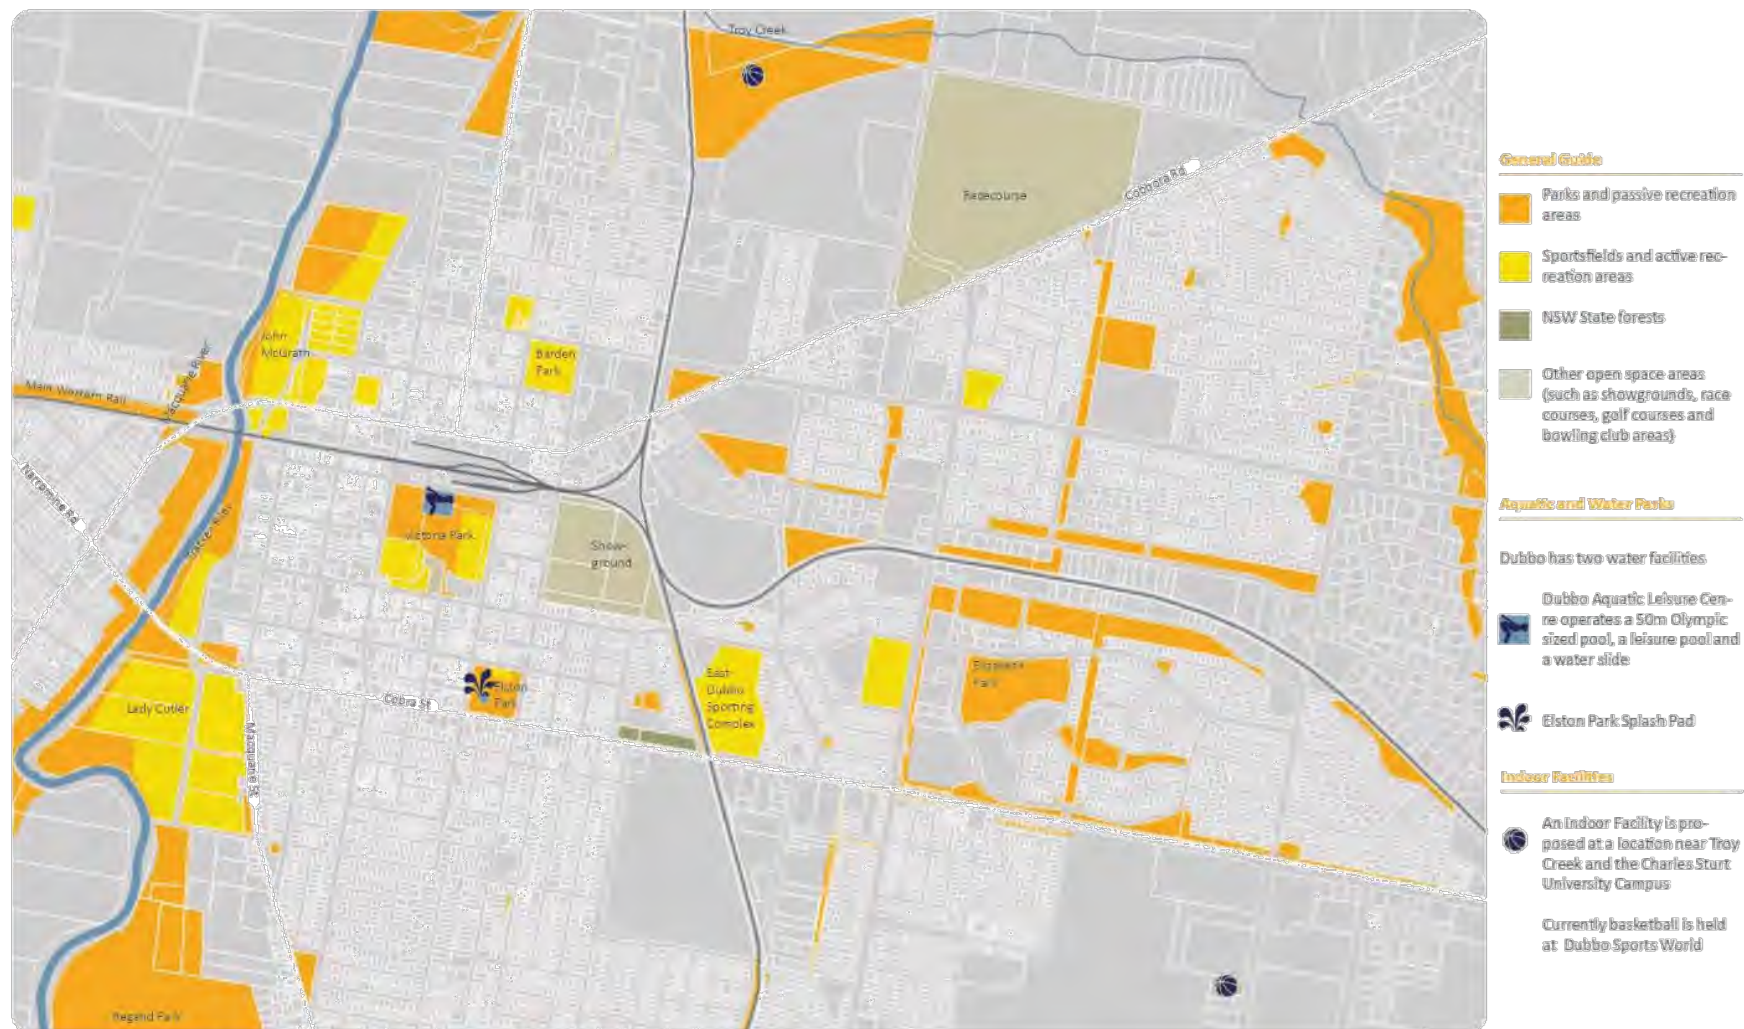 Troy Creek
Racecourse
Cobbora Rd
John
McGrath
Barden
Park
Macquarie River
Main Western Rail
Narromine Rd
Victoria Park
Show-
ground
East
Dubbo
Sporting
Complex
Elizabeth
Park
Elston
Park
Cobra St
Lady Cutler
Macquarie St
Regand Park
General Guide
Parks and passive recreation
areas
Sportsfields and active rec-
reation areas
NSW State forests
Other open space areas
(such as showgrounds, race
courses, golf courses and
bowling club areas)
Aquatic and Water Parks
Dubbo has two water facilities
Dubbo Aquatic Leisure Cen-
re operates a 50m Olympic
sized pool, a leisure pool and
a water slide
Elston Park Splash Pad
Indoor Facilities
An Indoor Facility is pro-
posed at a location near Troy
Creek and the Charles Sturt
University Campus
Currently basketball is held
at Dubbo Sports World